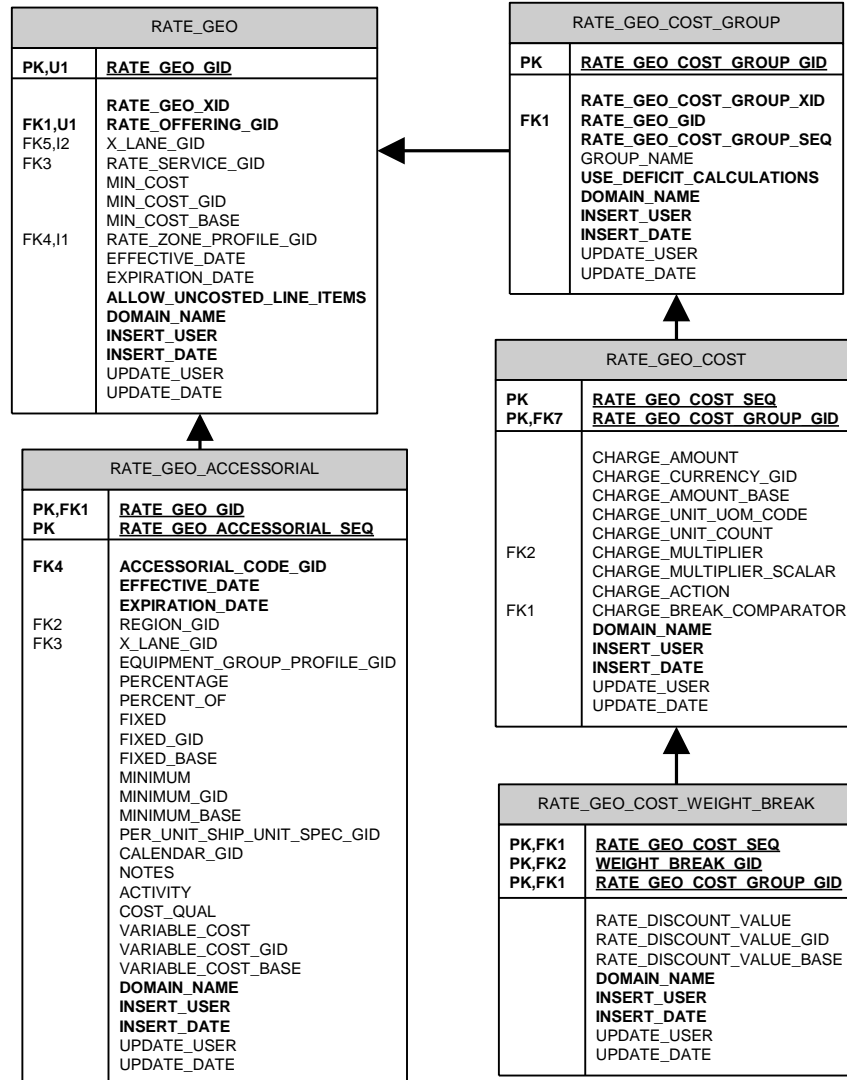 RATE_GEO
PK,U1 RATE_GEO_GID
RATE_GEO_XID
FK1,U1 RATE_OFFERING_GID
FK5,I2 X_LANE_GID
FK3 RATE_SERVICE_GID
MIN_COST
MIN_COST_GID
MIN_COST_BASE
FK4,I1 RATE_ZONE_PROFILE_GID
EFFECTIVE_DATE
EXPIRATION_DATE
ALLOW_UNCOSTED_LINE_ITEMS
DOMAIN_NAME
INSERT_USER
INSERT_DATE
UPDATE_USER
UPDATE_DATE
RATE_GEO_COST_GROUP
PK RATE_GEO_COST_GROUP_GID
RATE_GEO_COST_GROUP_XID
FK1 RATE_GEO_GID
RATE_GEO_COST_GROUP_SEQ
GROUP_NAME
USE_DEFICIT_CALCULATIONS
DOMAIN_NAME
INSERT_USER
INSERT_DATE
UPDATE_USER
UPDATE_DATE
RATE_GEO_ACCESSORIAL
PK,FK1 RATE_GEO_GID
PK RATE_GEO_ACCESSORIAL_SEQ
FK4 ACCESSORIAL_CODE_GID
EFFECTIVE_DATE
EXPIRATION_DATE
FK2 REGION_GID
FK3 X_LANE_GID
EQUIPMENT_GROUP_PROFILE_GID
PERCENTAGE
PERCENT_OF
FIXED
FIXED_GID
FIXED_BASE
MINIMUM
MINIMUM_GID
MINIMUM_BASE
PER_UNIT_SHIP_UNIT_SPEC_GID
CALENDAR_GID
NOTES
ACTIVITY
COST_QUAL
VARIABLE_COST
VARIABLE_COST_GID
VARIABLE_COST_BASE
DOMAIN_NAME
INSERT_USER
INSERT_DATE
UPDATE_USER
UPDATE_DATE
RATE_GEO_COST
PK RATE_GEO_COST_SEQ
PK,FK7 RATE_GEO_COST_GROUP_GID
CHARGE_AMOUNT
CHARGE_CURRENCY_GID
CHARGE_AMOUNT_BASE
CHARGE_UNIT_UOM_CODE
CHARGE_UNIT_COUNT
FK2 CHARGE_MULTIPLIER
CHARGE_MULTIPLIER_SCALAR
CHARGE_ACTION
FK1 CHARGE_BREAK_COMPARATOR
DOMAIN_NAME
INSERT_USER
INSERT_DATE
UPDATE_USER
UPDATE_DATE
RATE_GEO_COST_WEIGHT_BREAK
PK,FK1 RATE_GEO_COST_SEQ
PK,FK2 WEIGHT_BREAK_GID
PK,FK1 RATE_GEO_COST_GROUP_GID
RATE_DISCOUNT_VALUE
RATE_DISCOUNT_VALUE_GID
RATE_DISCOUNT_VALUE_BASE
DOMAIN_NAME
INSERT_USER
INSERT_DATE
UPDATE_USER
UPDATE_DATE